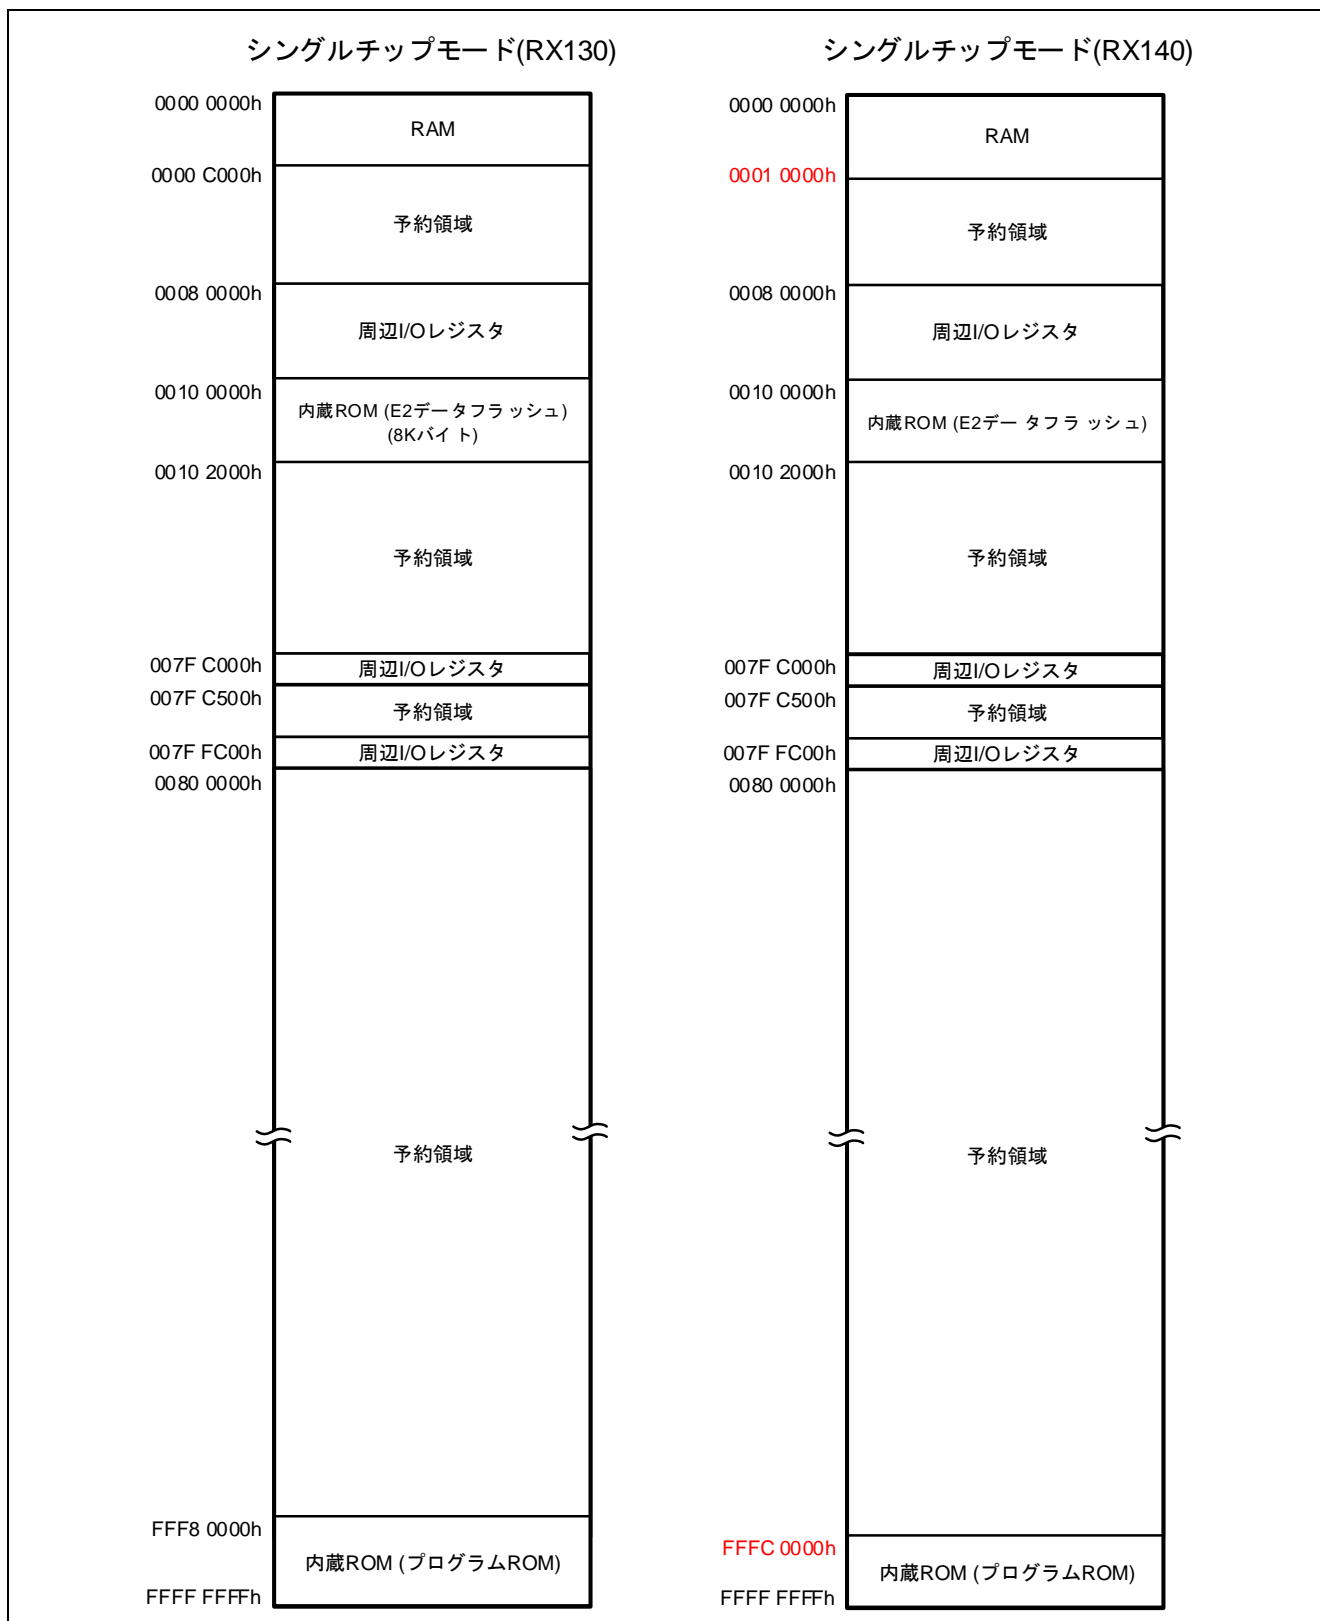 シングルチップモード(RX130)
0000 0000h
RAM
0000 C000h
予約領域
0008 0000h
周辺I/Oレジスタ
0010 0000h
内蔵ROM (E2データフラッシュ)
(8Kバイト)
0010 2000h
予約領域
007F C000h
周辺I/Oレジスタ
007F C500h
予約領域
007F FC00h
周辺I/Oレジスタ
0080 0000h
予約領域
FFF8 0000h
内蔵ROM (プログラムROM)
FFFF FFFFh
シングルチップモード(RX140)
0000 0000h
RAM
0001 0000h
予約領域
0008 0000h
周辺I/Oレジスタ
0010 0000h
内蔵ROM (E2データフラッシュ)
0010 2000h
予約領域
007F C000h
周辺I/Oレジスタ
007F C500h
予約領域
007F FC00h
周辺I/Oレジスタ
0080 0000h
予約領域
FFFC 0000h
内蔵ROM (プログラムROM)
FFFF FFFFh